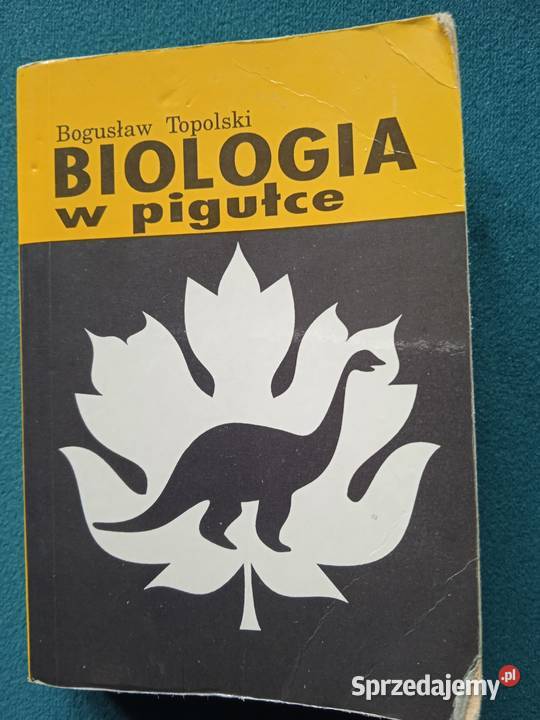 Bogusław Topolski
BIOLOGIA
w pigułce
Sprzedajemy.pl